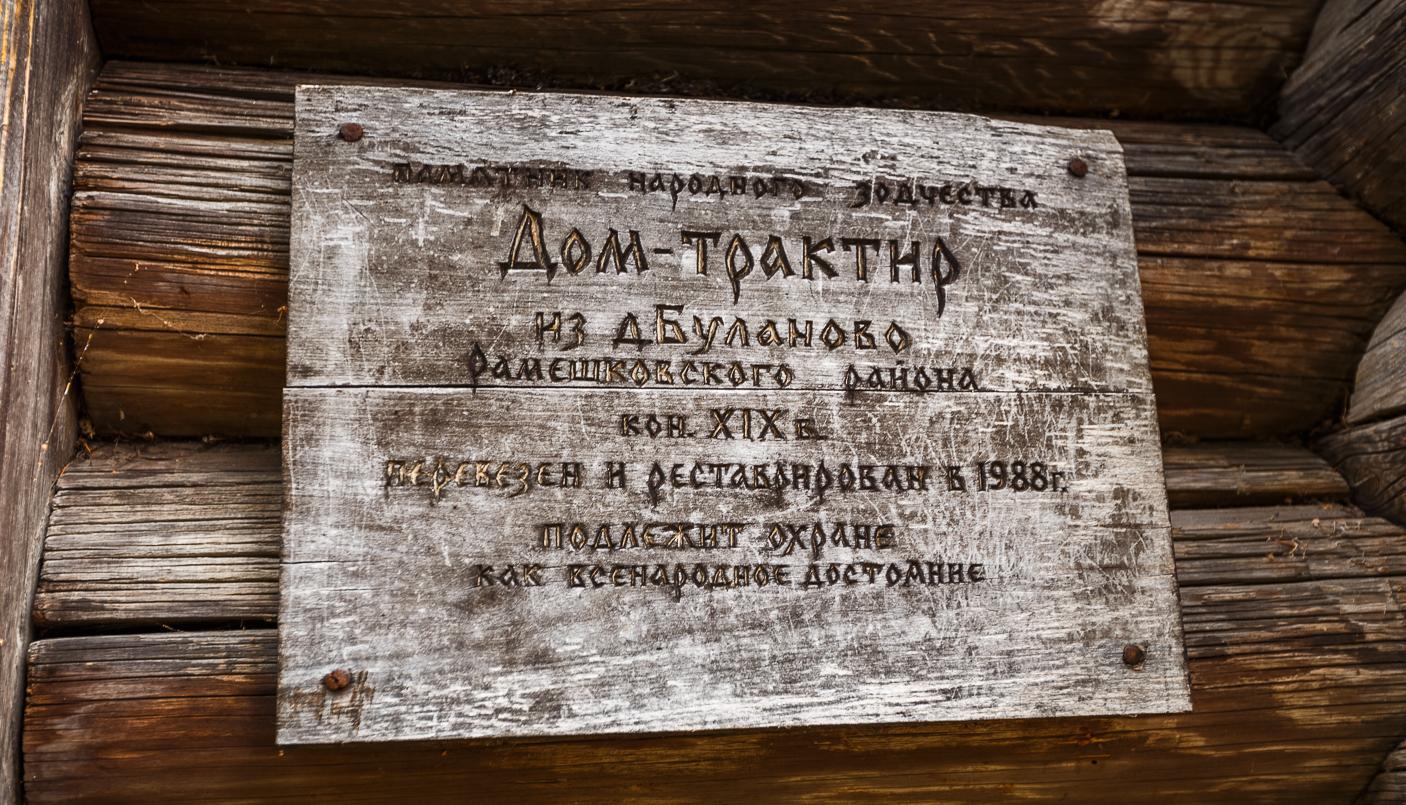 памятник народного зодчества
Дом-трактир
из д Буланово
Рамешковского района
кон. XIX в.
перевезен и реставрирован в 1988г.
подлежит охране
как всенародное достояние